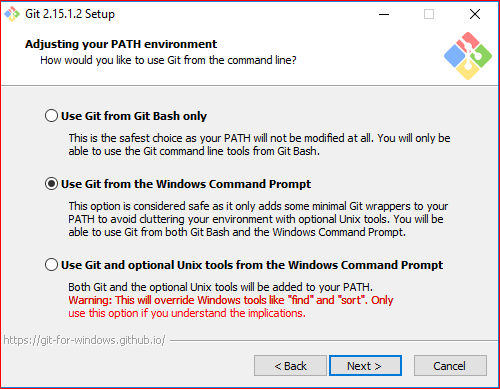 Git 2.15.1.2 Setup
Adjusting your PATH environment
How would you like to use Git from the command line?
Use Git from Git Bash only
This is the safest choice as your PATH will not be modified at all. You will only be
able to use the Git command line tools from Git Bash.
Use Git from the Windows Command Prompt
This option is considered safe as it only adds some minimal Git wrappers to your
PATH to avoid cluttering your environment with optional Unix tools. You will be
able to use Git from both Git Bash and the Windows Command Prompt.
Use Git and optional Unix tools from the Windows Command Prompt
Both Git and the optional Unix tools will be added to your PATH.
Warning: This will override Windows tools like "find" and "sort". Only
use this option if you understand the implications.
https://git-for-windows.github.io/
< Back
Next >
Cancel